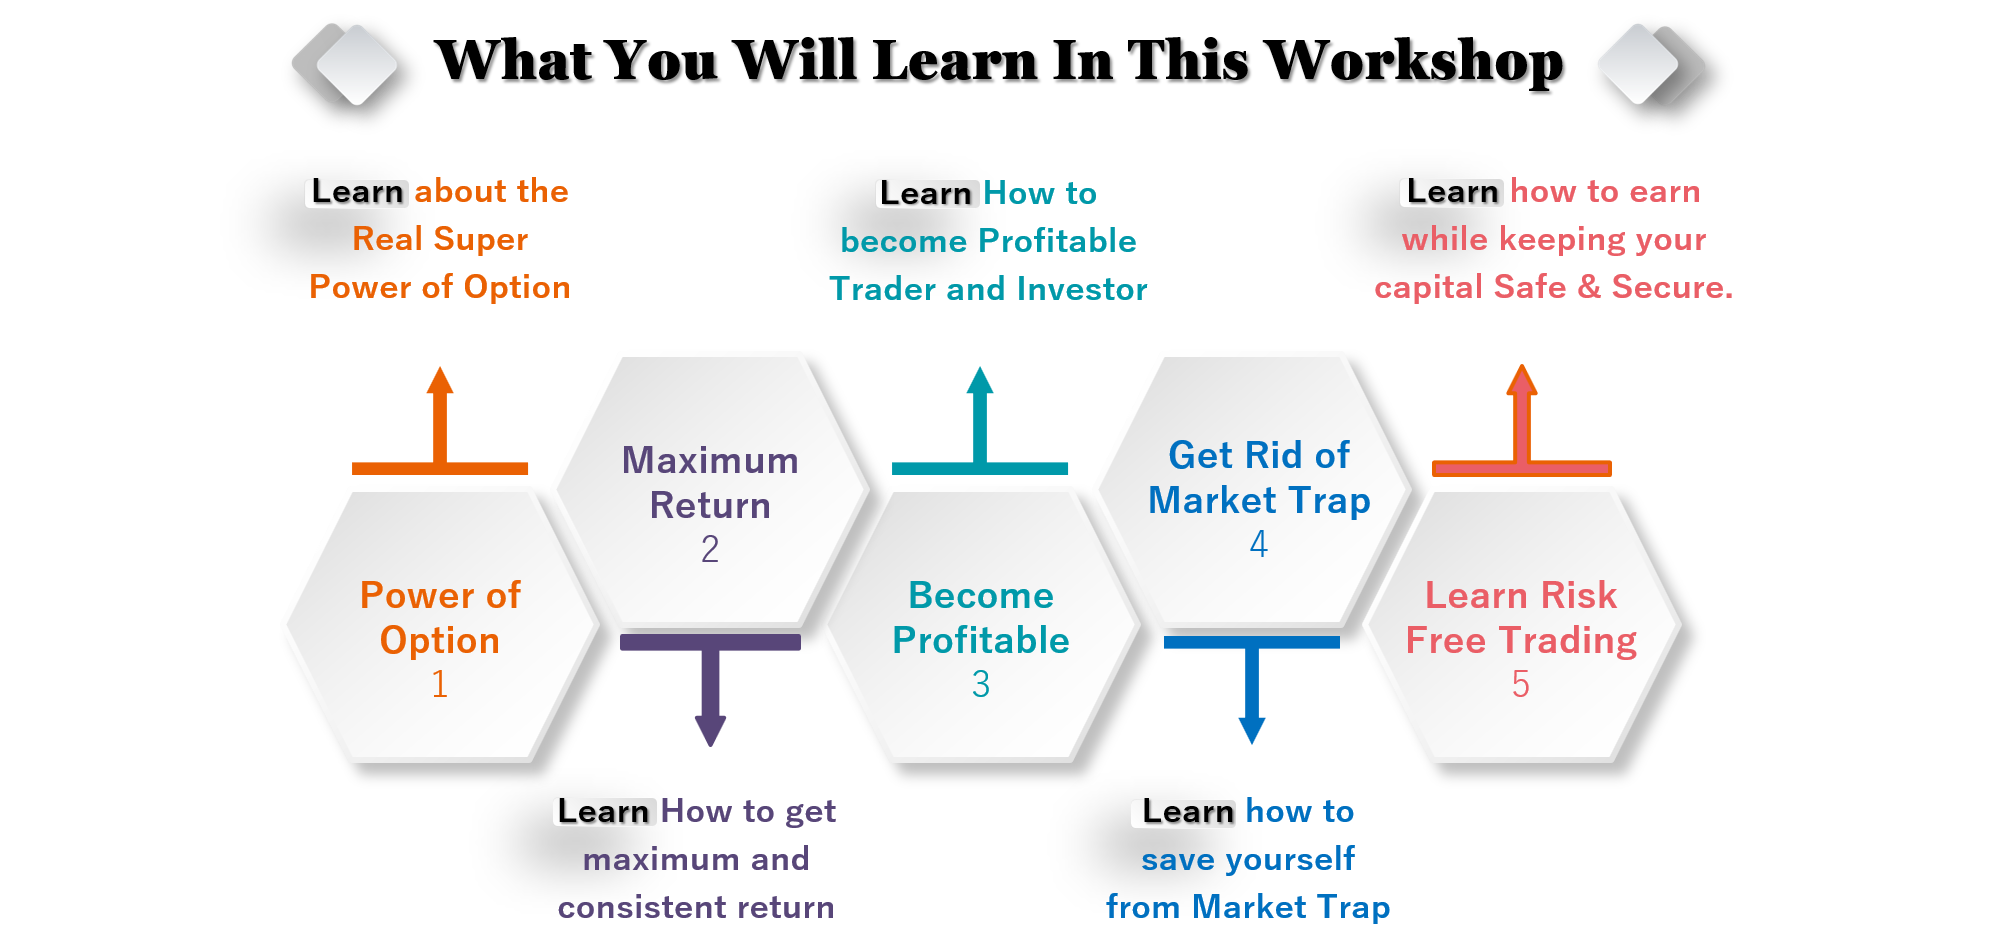 What You Will Learn In This Workshop
Learn about the
Real Super
Power of Option
Learn How to
become Profitable
Trader and Investor
Learn how to earn
while keeping your
capital Safe & Secure.
Power of
Option
1
Maximum
Return
2
Become
Profitable
3
Get Rid of
Market Trap
4
Learn Risk
Free Trading
5
Learn How to get
maximum and
consistent return
Learn how to
save yourself
from Market Trap